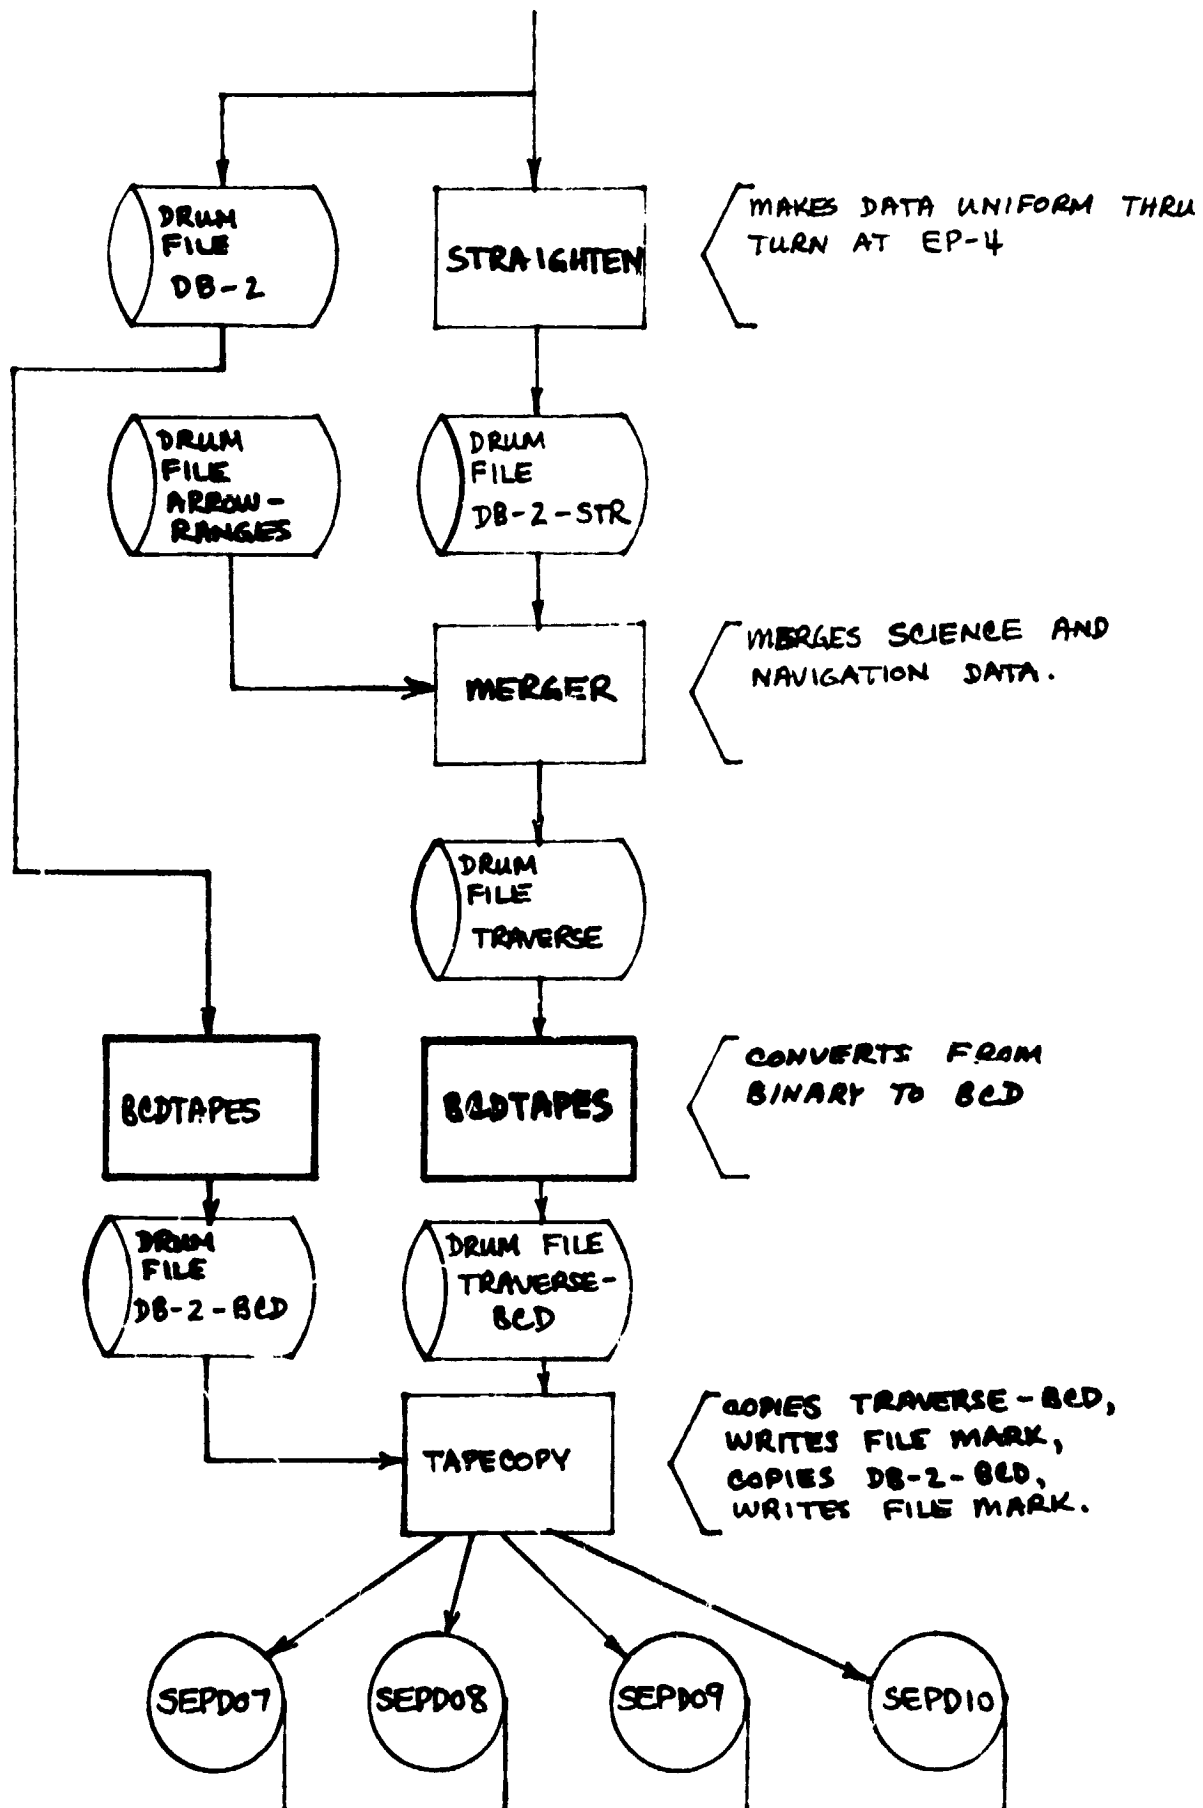 DRUM
FILE
DB-2
STRAIGHTEN
MAKES DATA UNIFORM THRU
TURN AT EP-4
DRUM
FILE
ARROW-
RANGES
DRUM
FILE
DB-2-STR
MERGER
MERGES SCIENCE AND
NAVIGATION DATA.
DRUM
FILE
TRAVERSE
BCDTAPES
BCDTAPES
CONVERTS FROM
BINARY TO BCD
DRUM
FILE
DB-2-BCD
DRUM FILE
TRAVERSE-
BCD
TAPECOPY
COPIES TRAVERSE-BCD,
WRITES FILE MARK,
COPIES DB-2-BCD,
WRITES FILE MARK.
SEPD07
SEPD08
SEPD09
SEPD10